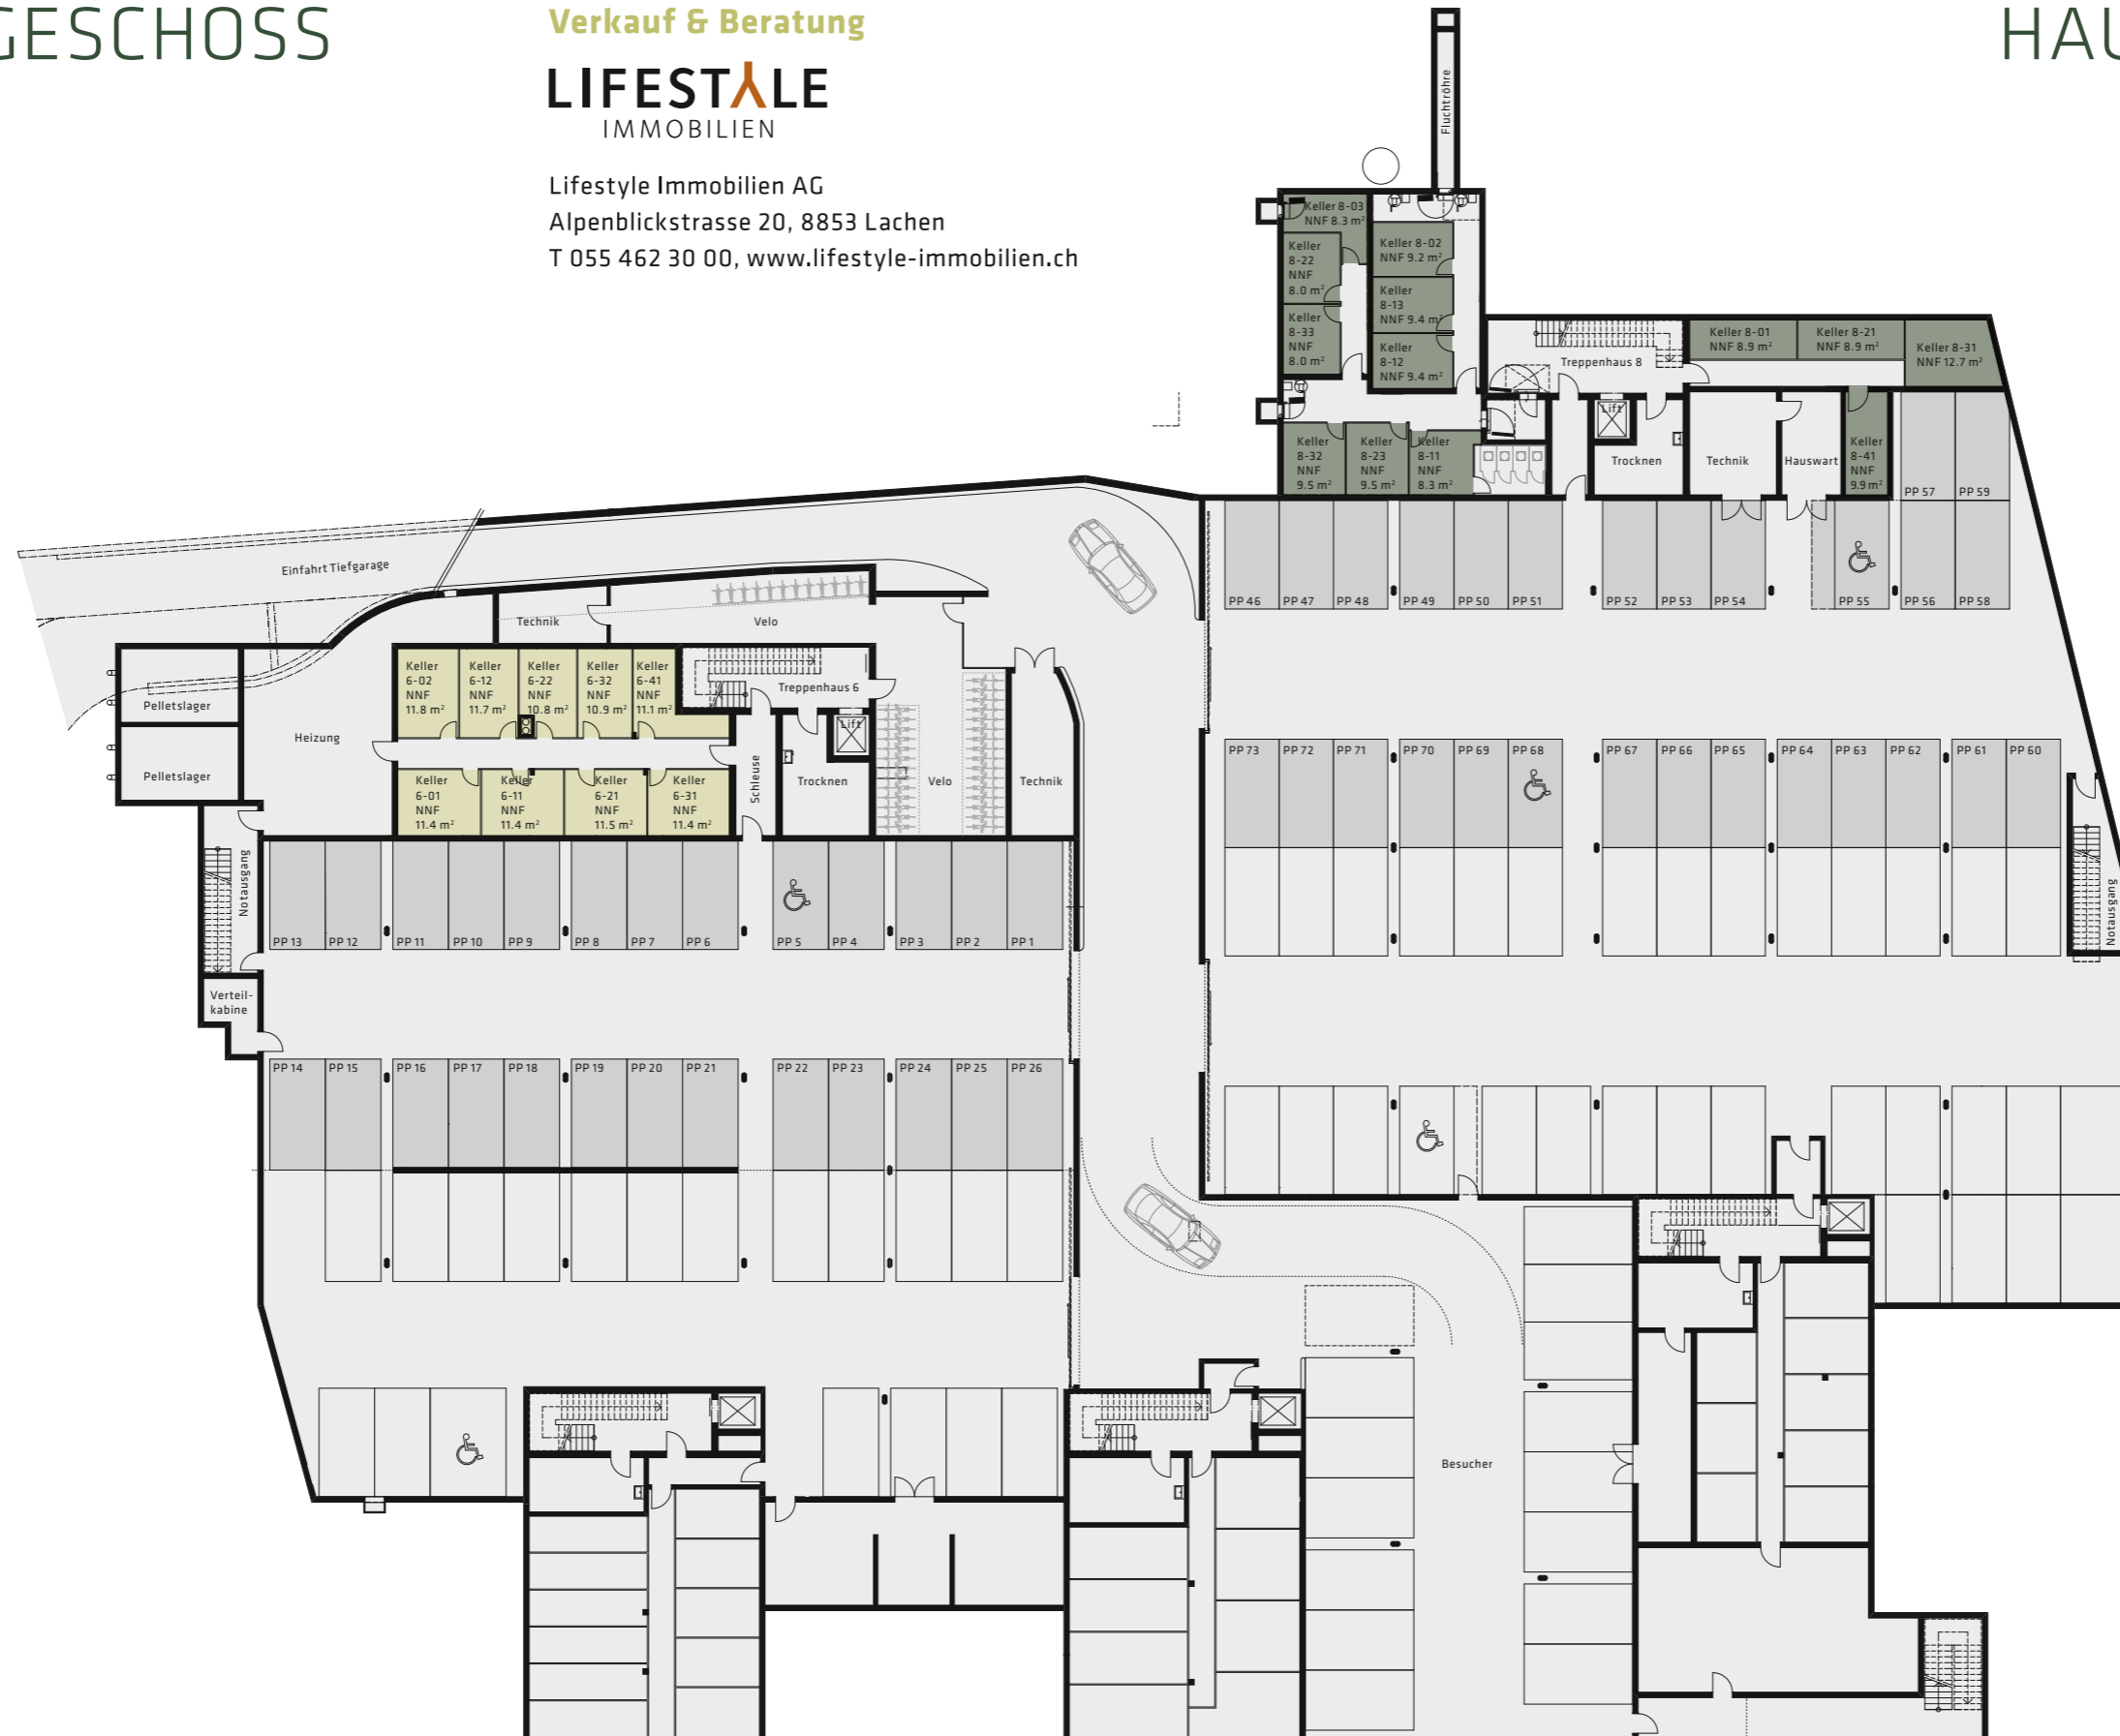 GESCHOSS
Verkauf & Beratung
HAU
LIFESTYLE
IMMOBILIEN
Lifestyle Immobilien AG
Alpenblickstrasse 20, 8853 Lachen
T 055 462 30 00, www.lifestyle-immobilien.ch
Fluchtröhre
Keller 8-03
NNF 8.3 m²
Keller
8-22
NNF
8.0 m²
Keller 8-02
NNF 9.2 m²
Keller
8-13
NNF 9.4 m²
Keller
8-33
NNF
8.0 m²
Keller
8-12
NNF 9.4 m²
Treppenhaus 8
Keller 8-01
NNF 8.9 m²
Keller 8-21
NNF 8.9 m²
Keller 8-31
NNF 12.7 m²
Keller
8-32
NNF
9.5 m²
Keller
8-23
NNF
9.5 m²
Keller
8-11
NNF
8.3 m²
Lift
Trocknen
Technik
Hauswart
Keller
8-41
NNF
9.9 m²
PP 57
PP 59
Einfahrt Tiefgarage
PP 46
PP 47
PP 48
PP 49
PP 50
PP 51
PP 52
PP 53
PP 54
PP 55
PP 56
PP 58
Technik
Velo
Pelletslager
Pelletslager
Heizung
Keller
6-02
NNF
11.8 m²
Keller
6-12
NNF
11.7 m²
Keller
6-22
NNF
10.8 m²
Keller
6-32
NNF
10.9 m²
Keller
6-41
NNF
11.1 m²
Treppenhaus 6
Lift
Keller
6-01
NNF
11.4 m²
Keller
6-11
NNF
11.4 m²
Keller
6-21
NNF
11.5 m²
Keller
6-31
NNF
11.4 m²
Schleuse
Trocknen
Velo
Technik
PP 73
PP 72
PP 71
PP 70
PP 69
PP 68
PP 67
PP 66
PP 65
PP 64
PP 63
PP 62
PP 61
PP 60
Notausgang
Notausgang
PP 13
PP 12
PP 11
PP 10
PP 9
PP 8
PP 7
PP 6
PP 5
PP 4
PP 3
PP 2
PP 1
Verteil-
kabine
PP 14
PP 15
PP 16
PP 17
PP 18
PP 19
PP 20
PP 21
PP 22
PP 23
PP 24
PP 25
PP 26
Besucher